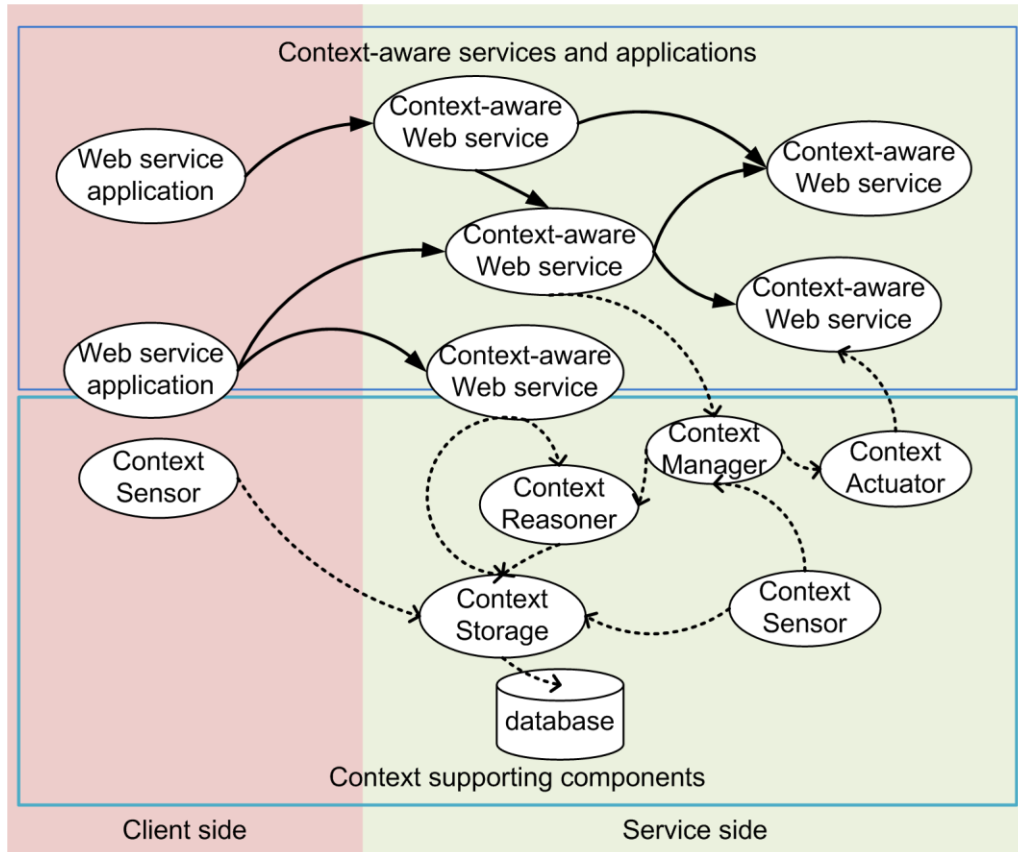 Context-aware services and applications
Context-aware
Web service
Web service
application
Context-aware
Web service
Context-aware
Web service
Context-aware
Web service
Web service
application
Context-aware
Web service
Context
Sensor
Context
Manager
Context
Actuator
Context
Reasoner
Context
Storage
Context
Sensor
database
Context supporting components
Client side
Service side